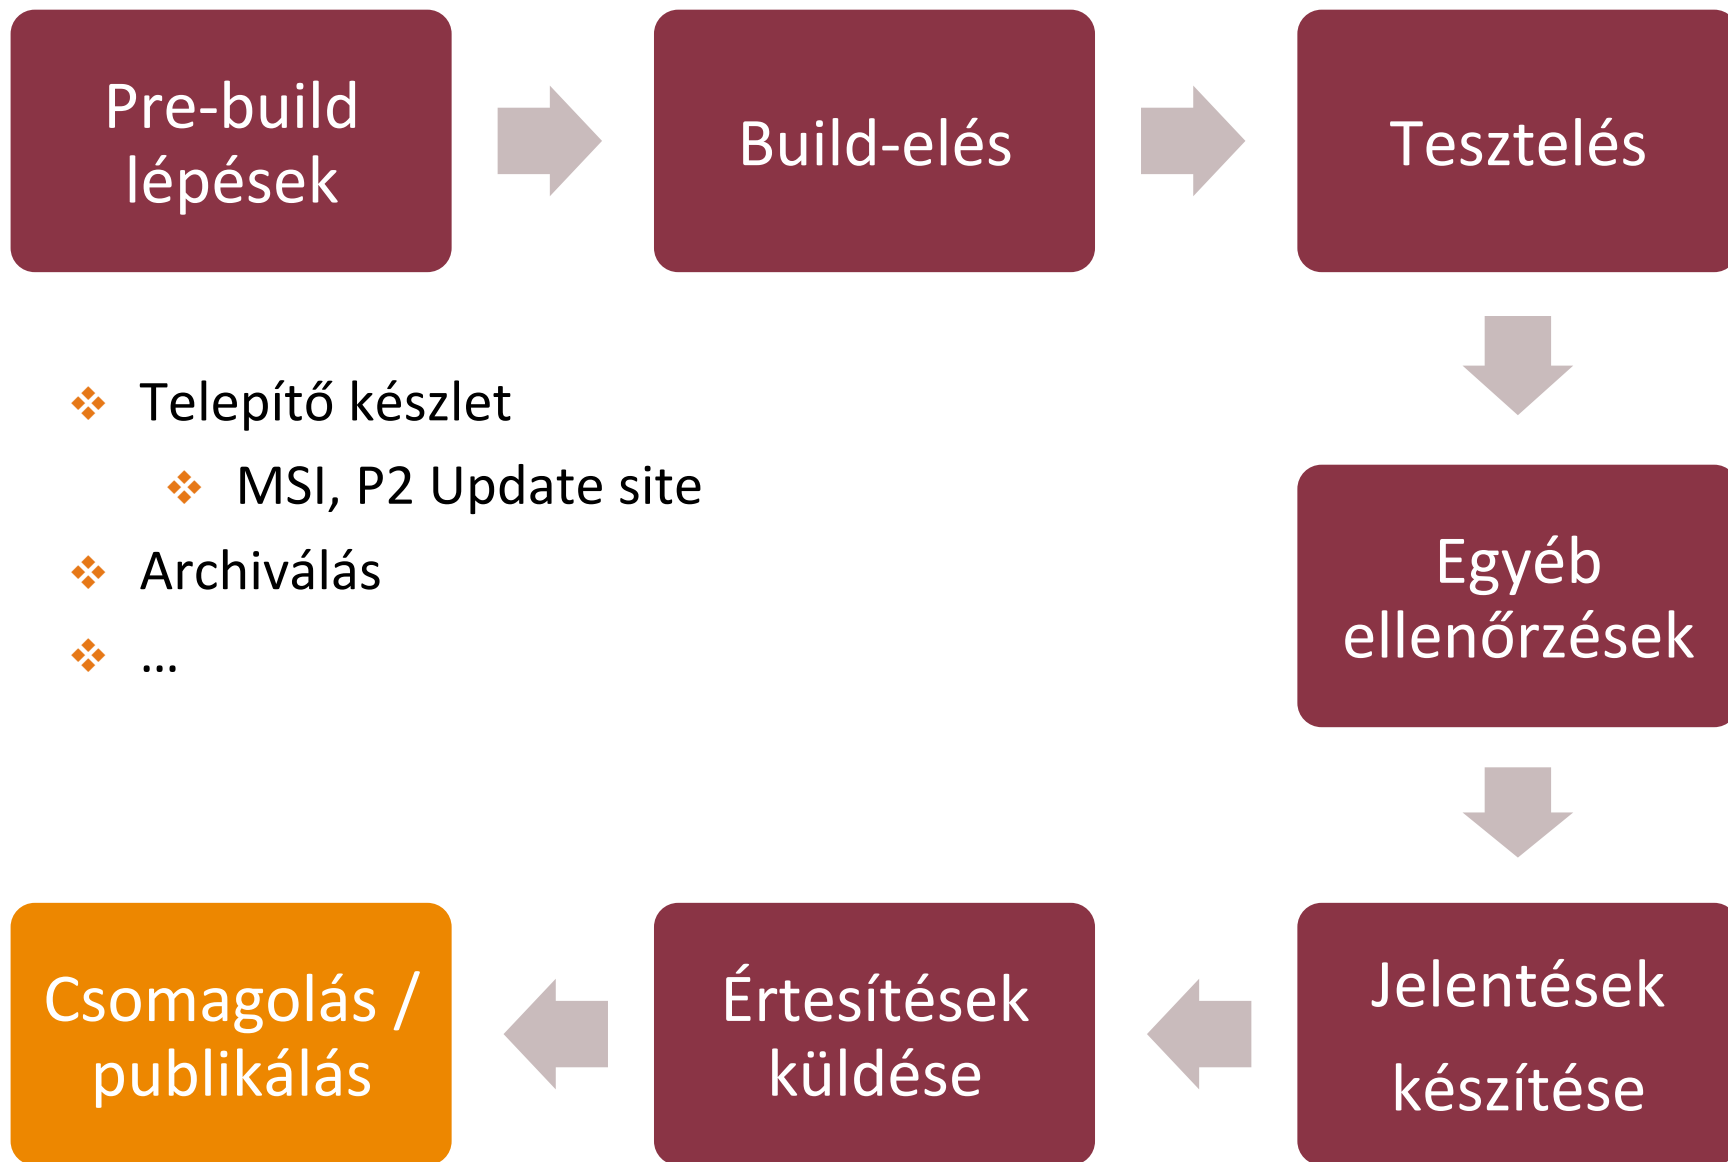 Pre-build
lépések
Build-elés
Tesztelés
Telepítő készlet
MSI, P2 Update site
Archiválás
...
Egyéb
ellenőrzések
Jelentések
készítése
Értesítések
küldése
Csomagolás /
publikálás